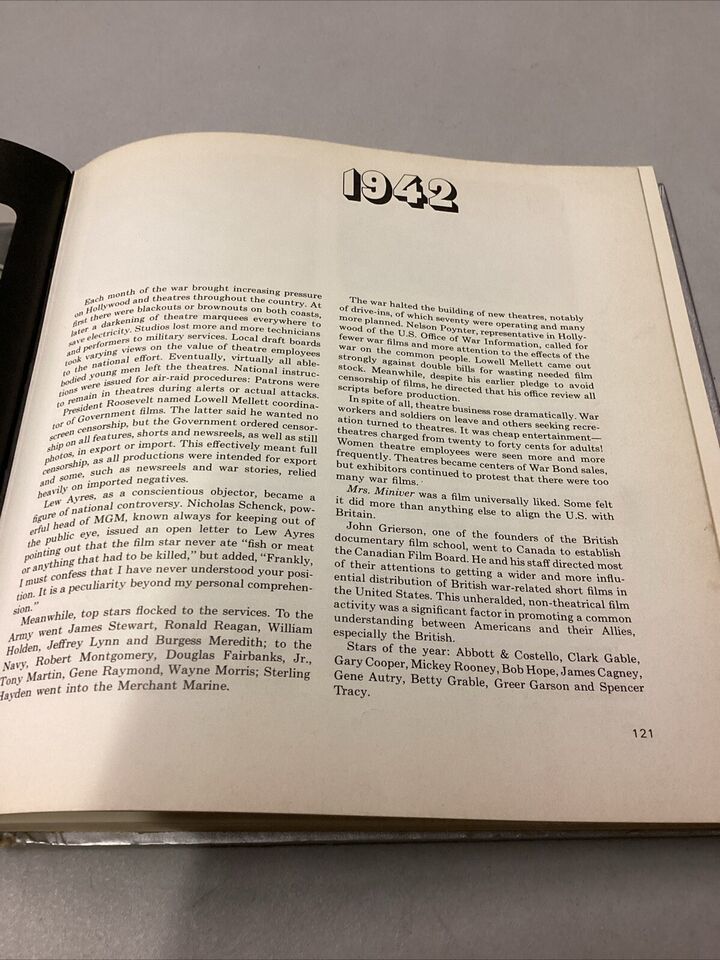 1942
Each month of the war brought increasing pressure
on Hollywood and theatres throughout the country. At
first there were blackouts or brownouts on both coasts,
later a darkening of theatre marquees everywhere to
save electricity. Studios lost more and more technicians
and performers to military services. Local draft boards
took varying views on the value of theatre employees
to the national effort. Eventually, virtually all able-
bodied young men left the theatres. National instruc-
tions were issued for air-raid procedures: Patrons were
to remain in theatres during alerts or actual attacks.
President Roosevelt named Lowell Mellett coordina-
tor of Government films. The latter said he wanted no
screen censorship, but the Government ordered censor-
ship on all features, shorts and newsreels, as well as still
photos, in export or import. This effectively meant full
censorship, as all productions were intended for export
and some, such as newsreels and war stories, relied
heavily on imported negatives.
Lew Ayres, as a conscientious objector, became a
figure of national controversy. Nicholas Schenck, pow-
erful head of MGM, known always for keeping out of
the public eye, issued an open letter to Lew Ayres
pointing out that the film star never ate “fish or meat
or anything that had to be killed,” but added, “Frankly,
I must confess that I have never understood your posi-
tion. It is a peculiarity beyond my personal comprehen-
sion.”
Meanwhile, top stars flocked to the services. To the
Army went James Stewart, Ronald Reagan, William
Holden, Jeffrey Lynn and Burgess Meredith; to the
Navy, Robert Montgomery, Douglas Fairbanks, Jr.,
Tony Martin, Gene Raymond, Wayne Morris; Sterling
Hayden went into the Merchant Marine.
The war halted the building of new theatres, notably
of drive-ins, of which seventy were operating and many
more planned. Nelson Poynter, representative in Holly-
wood of the U.S. Office of War Information, called for
fewer war films and more attention to the effects of the
war on the common people. Lowell Mellett came out
strongly against double bills for wasting needed film
stock. Meanwhile, despite his earlier pledge to avoid
censorship of films, he directed that his office review all
scripts before production.
In spite of all, theatre business rose dramatically. War
workers and soldiers on leave and others seeking recre-
ation turned to theatres. It was cheap entertainment—
theatres charged from twenty to forty cents for adults!
Women theatre employees were seen more and more
frequently. Theatres became centers of War Bond sales,
but exhibitors continued to protest that there were too
many war films.
Mrs. Miniver was a film universally liked. Some felt
it did more than anything else to align the U.S. with
Britain.
John Grierson, one of the founders of the British
documentary film school, went to Canada to establish
the Canadian Film Board. He and his staff directed most
of their attentions to getting a wider and more influ-
ential distribution of British war-related short films in
the United States. This unheralded, non-theatrical film
activity was a significant factor in promoting a common
understanding between Americans and their Allies,
especially the British.
Stars of the year: Abbott & Costello, Clark Gable,
Gary Cooper, Mickey Rooney, Bob Hope, James Cagney,
Gene Autry, Betty Grable, Greer Garson and Spencer
Tracy.
121